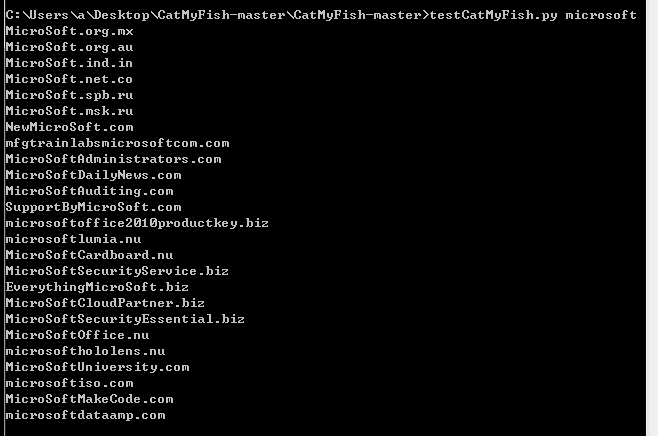 C:\Users\a\Desktop\CatMyFish-master\CatMyFish-master>testCatMyFish.py microsoft
MicroSoft.org.mx
MicroSoft.org.au
MicroSoft.ind.in
MicroSoft.net.co
MicroSoft.spb.ru
MicroSoft.msk.ru
NewMicroSoft.com
mfgtrainlabsmicrosoftcom.com
MicroSoftAdministrators.com
MicroSoftDailyNews.com
MicroSoftAuditing.com
SupportByMicroSoft.com
microsoftoffice2010productkey.biz
microsoftlumia.nu
MicroSoftCardboard.nu
MicroSoftSecurityService.biz
EverythingMicroSoft.biz
MicroSoftCloudPartner.biz
MicroSoftSecurityEssential.biz
MicroSoftOffice.nu
microsofthololens.nu
MicroSoftUniversity.com
microsoftiso.com
MicroSoftMakeCode.com
microsoftdataamp.com